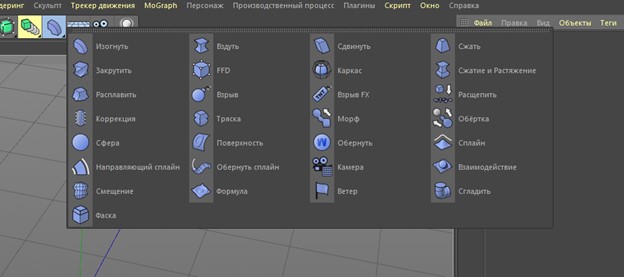 деринг Скульпт Трекер движения MoGraph Персонаж Производственный процесс Плагины Скрипт Окно Справка
Файл Правка Вид Объекты Теги
Изогнуть Вздуть Сдвинуть Сжать
Закрутить FFD Каркас Сжатие и Растяжение
Расплавить Взрыв Взрыв FX Расщепить
Коррекция Тряска Морф Обёртка
Сфера Поверхность Обернуть Сплайн
Направляющий сплайн Обернуть сплайн Камера Взаимодействие
Смещение Формула Ветер Сгладить
Фаска